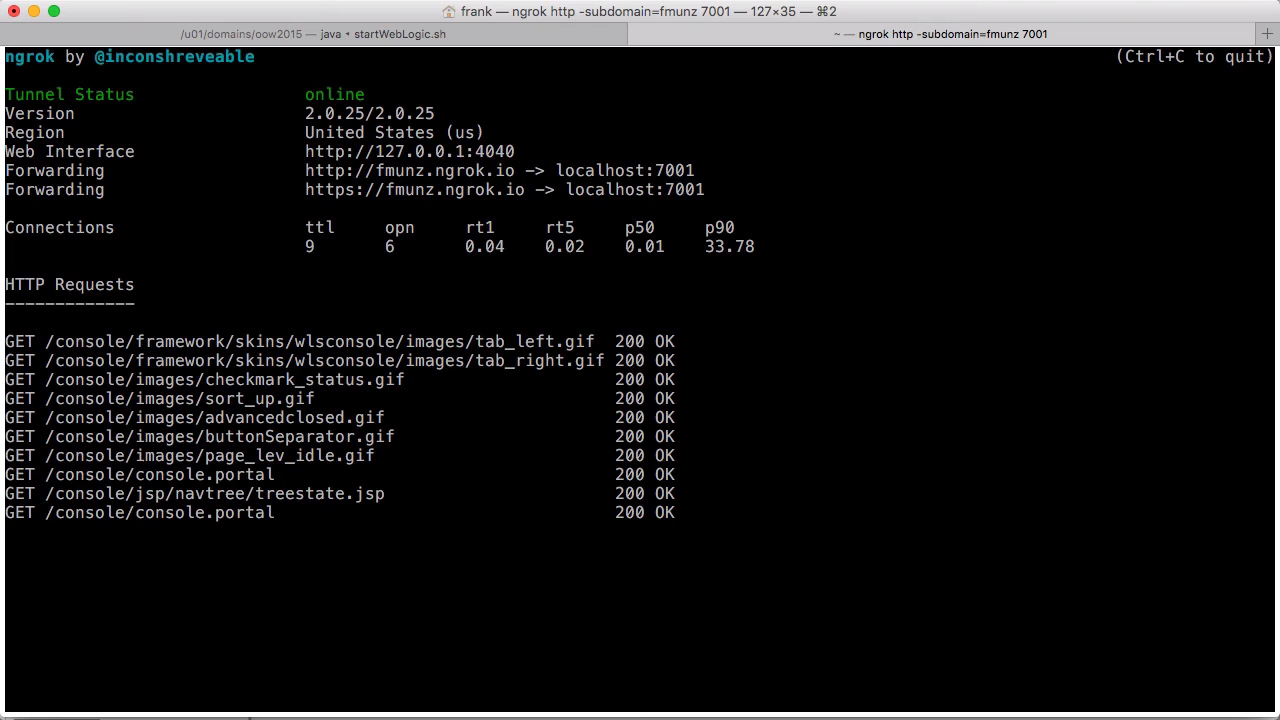 frank — ngrok http -subdomain=fmunz 7001 — 127×35 — ⌘2
/u01/domains/oow2015 — java ◂ startWebLogic.sh
~ — ngrok http -subdomain=fmunz 7001
ngrok by @inconshreveable (Ctrl+C to quit)
Tunnel Status online
Version 2.0.25/2.0.25
Region United States (us)
Web Interface http://127.0.0.1:4040
Forwarding http://fmunz.ngrok.io -> localhost:7001
Forwarding https://fmunz.ngrok.io -> localhost:7001
Connections ttl opn rt1 rt5 p50 p90
9 6 0.04 0.02 0.01 33.78
HTTP Requests
-------------
GET /console/framework/skins/wlsconsole/images/tab_left.gif 200 OK
GET /console/framework/skins/wlsconsole/images/tab_right.gif 200 OK
GET /console/images/checkmark_status.gif 200 OK
GET /console/images/sort_up.gif 200 OK
GET /console/images/advancedclosed.gif 200 OK
GET /console/images/buttonSeparator.gif 200 OK
GET /console/images/page_lev_idle.gif 200 OK
GET /console/console.portal 200 OK
GET /console/jsp/navtree/treestate.jsp 200 OK
GET /console/console.portal 200 OK